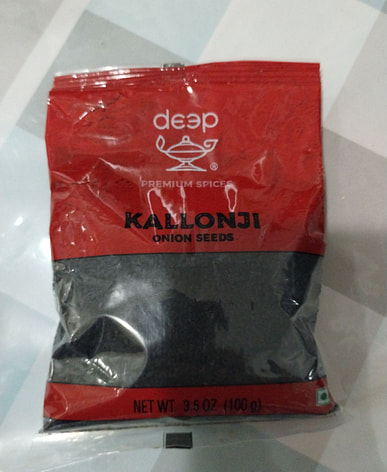 deep
®
PREMIUM SPICES
KALLONJI
ONION SEEDS
NET WT 3.5 OZ (100 g)